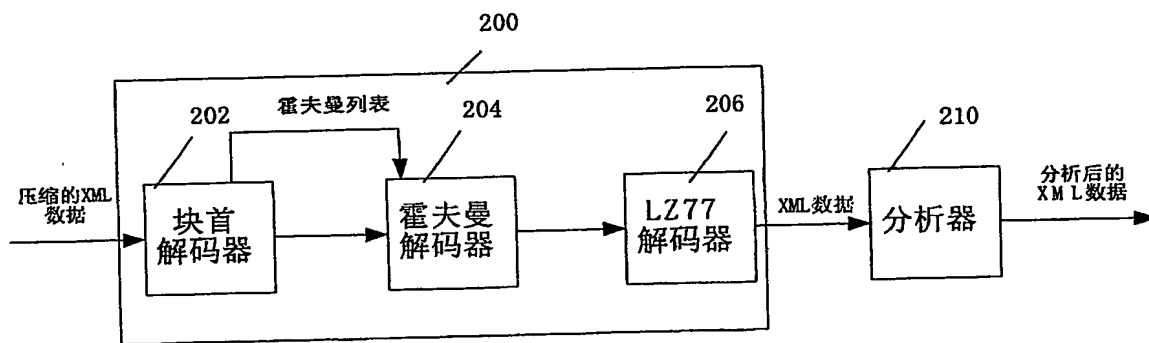 200
霍夫曼列表
202
204
206
210
压缩的XML
数据
块首
解码器
霍夫曼
解码器
LZ77
解码器
XML数据
分析器
分析后的
XML数据